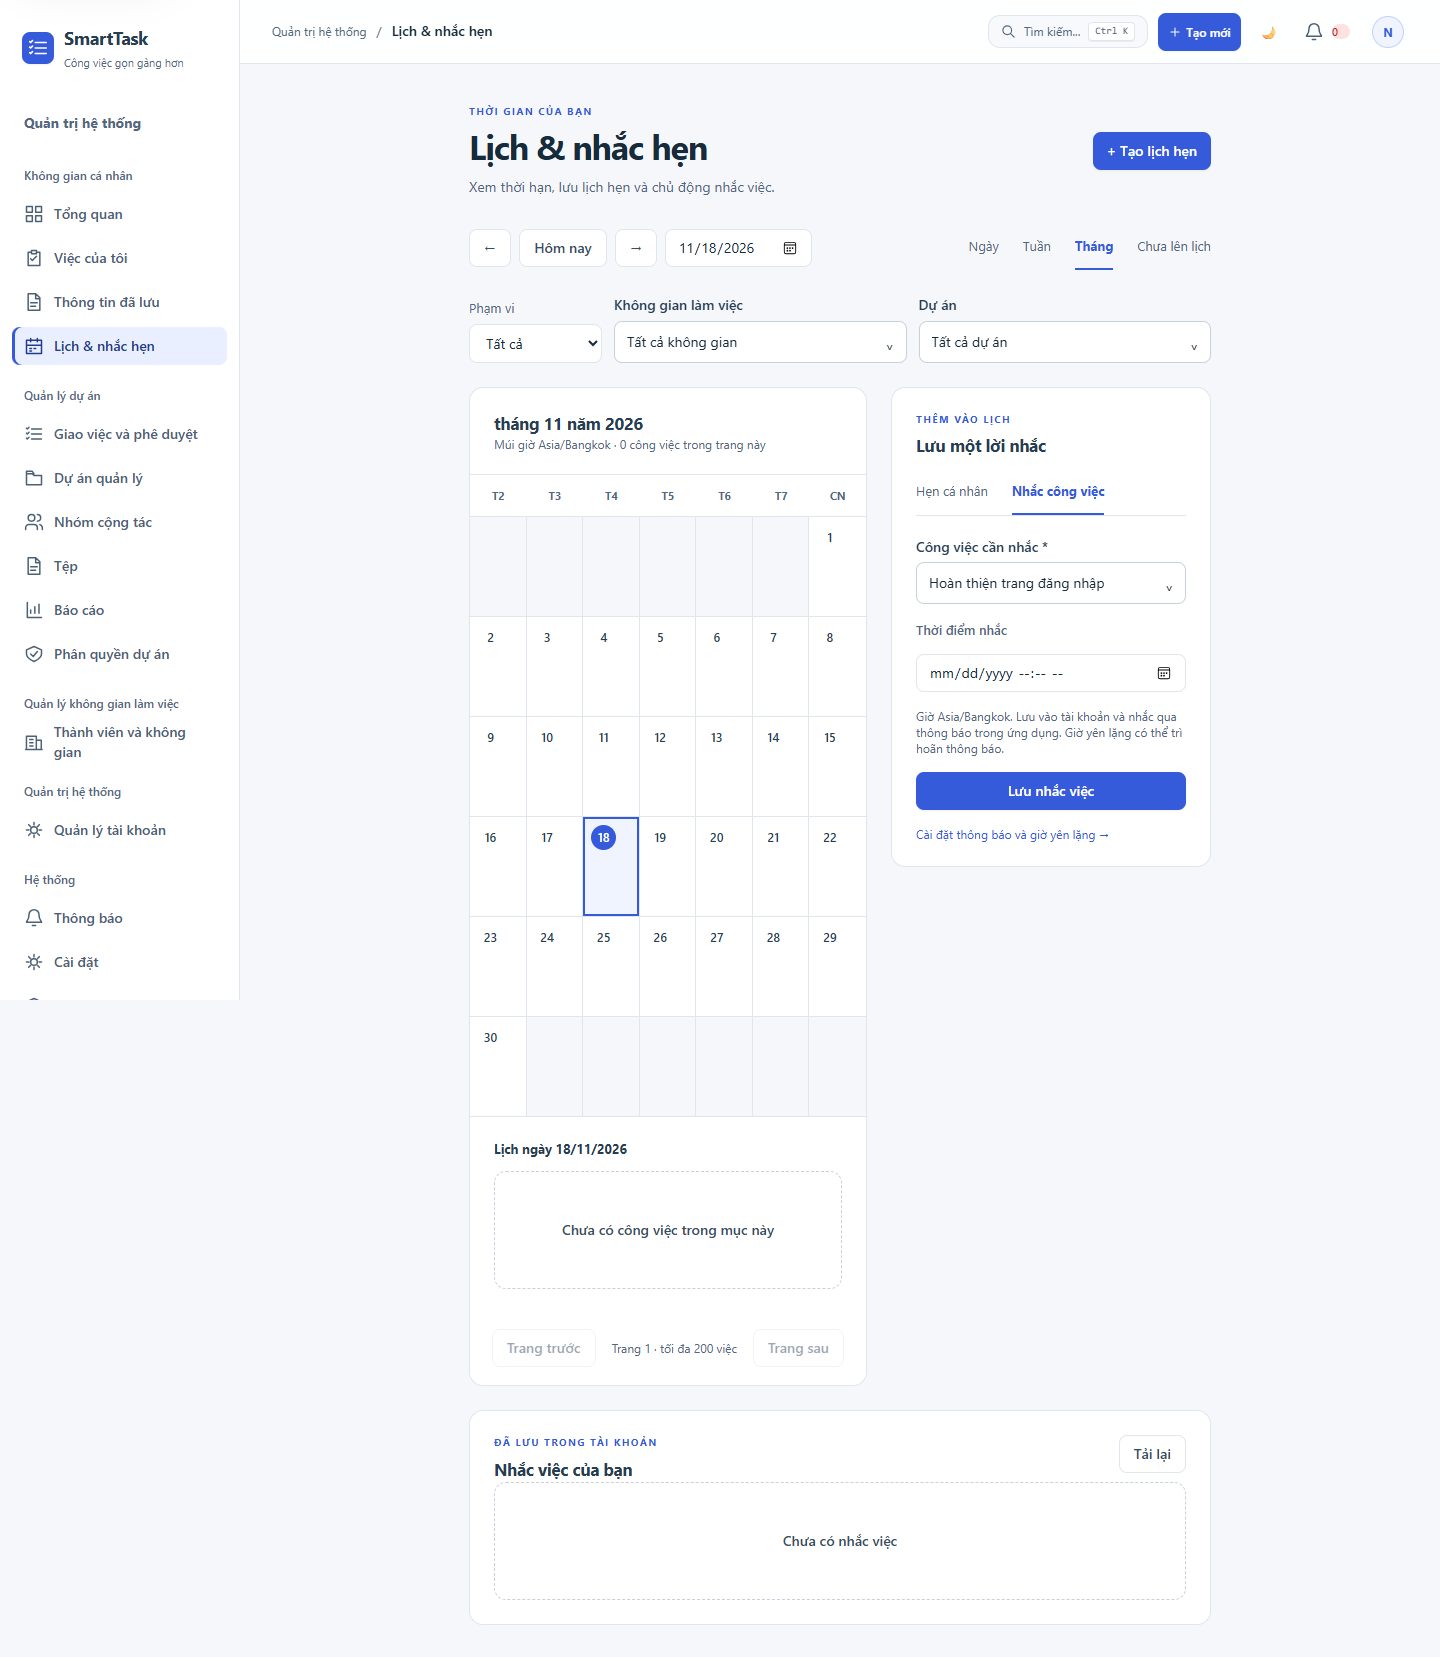 SmartTask
Công việc gọn gàng hơn
Quản trị hệ thống
Không gian cá nhân
Tổng quan
Việc của tôi
Thông tin đã lưu
Lịch & nhắc hẹn
Quản lý dự án
Giao việc và phê duyệt
Dự án quản lý
Nhóm cộng tác
Tệp
Báo cáo
Phân quyền dự án
Quản lý không gian làm việc
Thành viên và không
gian
Quản trị hệ thống
Quản lý tài khoản
Hệ thống
Thông báo
Cài đặt
Quản trị hệ thống / Lịch & nhắc hẹn
Tìm kiếm... Ctrl K
+ Tạo mới
0
N
THỜI GIAN CỦA BẠN
Lịch & nhắc hẹn
Xem thời hạn, lưu lịch hẹn và chủ động nhắc việc.
+ Tạo lịch hẹn
← Hôm nay → 11/18/2026
Ngày Tuần Tháng Chưa lên lịch
Phạm vi Không gian làm việc Dự án
Tất cả Tất cả không gian v Tất cả dự án v
tháng 11 năm 2026
Múi giờ Asia/Bangkok · 0 công việc trong trang này
T2 T3 T4 T5 T6 T7 CN
1
2 3 4 5 6 7 8
9 10 11 12 13 14 15
16 17 18 19 20 21 22
23 24 25 26 27 28 29
30
Lịch ngày 18/11/2026
Chưa có công việc trong mục này
Trang trước Trang 1 · tối đa 200 việc Trang sau
THÊM VÀO LỊCH
Lưu một lời nhắc
Hẹn cá nhân Nhắc công việc
Công việc cần nhắc *
Hoàn thiện trang đăng nhập v
Thời điểm nhắc
mm/dd/yyyy --:-- --
Giờ Asia/Bangkok. Lưu vào tài khoản và nhắc qua
thông báo trong ứng dụng. Giờ yên lặng có thể trì
hoãn thông báo.
Lưu nhắc việc
Cài đặt thông báo và giờ yên lặng →
ĐÃ LƯU TRONG TÀI KHOẢN
Nhắc việc của bạn
Tải lại
Chưa có nhắc việc